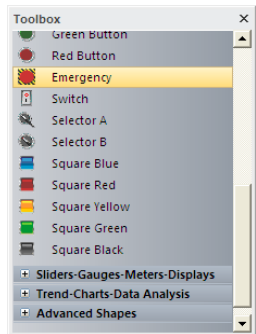 Toolbox
Green Button
Red Button
Emergency
Switch
Selector A
Selector B
Square Blue
Square Red
Square Yellow
Square Green
Square Black
Sliders-Gauges-Meters-Displays
Trend-Charts-Data Analysis
Advanced Shapes